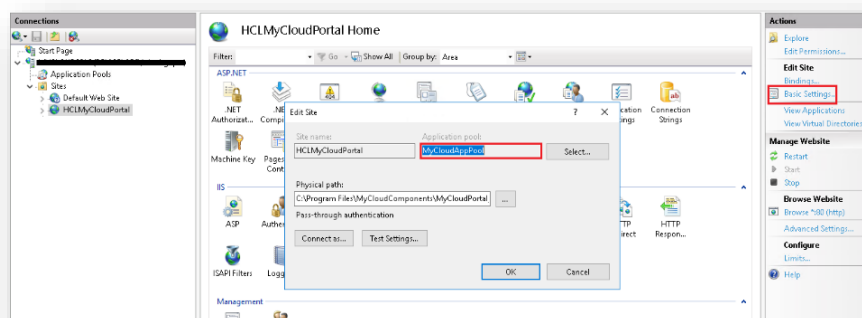 Connections
Start Page
Application Pools
Sites
Default Web Site
HCLMyCloudPortal
HCLMyCloudPortal Home
Filter:
Go
Show All
Group by: Area
ASP.NET
.NET
Authorizat...
Connection
Strings
Machine Key
IIS
ASP
HTTP
Respon...
ISAPI Filters
Management
Edit Site
?
X
Site name:
Application pool:
HCLMyCloudPortal
MyCloudAppPool
Select...
Physical path:
C:\Program Files\MyCloudComponents\MyCloudPortal
...
Pass-through authentication
Connect as...
Test Settings...
OK
Cancel
Actions
Explore
Edit Permissions...
Edit Site
Bindings...
Basic Settings...
View Applications
View Virtual Directories
Manage Website
Restart
Start
Stop
Browse Website
Browse *:80 (http)
Advanced Settings...
Configure
Limits...
Help